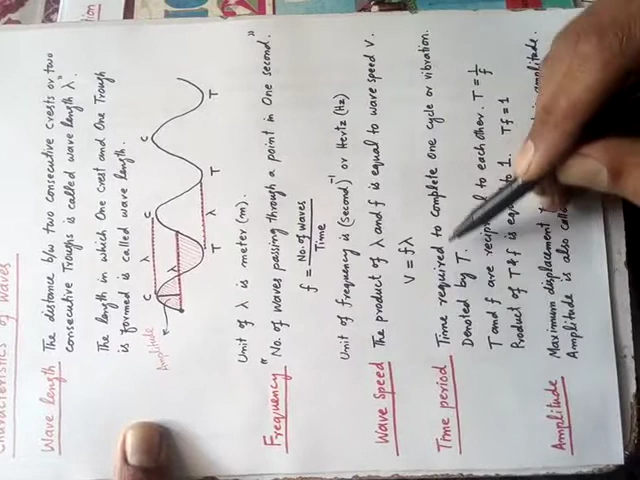 Characteristics of Waves
Wave length The distance b/w two consecutive Crests or two
consecutive Troughs is called wave length λ"
The length in which One Crest and One Trough
is formed is called wave length.
C C C
λ
λ
λ
T T T
Amplitude
Unit of λ is meter (m).
Frequency "No. of Waves passing through a point in One second."
f = No. of Waves / Time
Unit of frequency is (Second)⁻¹ or Hertz (Hz)
Wave Speed The product of λ and f is equal to wave speed V.
V = fλ
Time period Time required to complete one cycle or vibration.
Denoted by T.
T and f are to each other. T = 1/f
Product of T & f is 1. Tf = 1
Amplitude Maximum displacement amplitude.
Amplitude is also